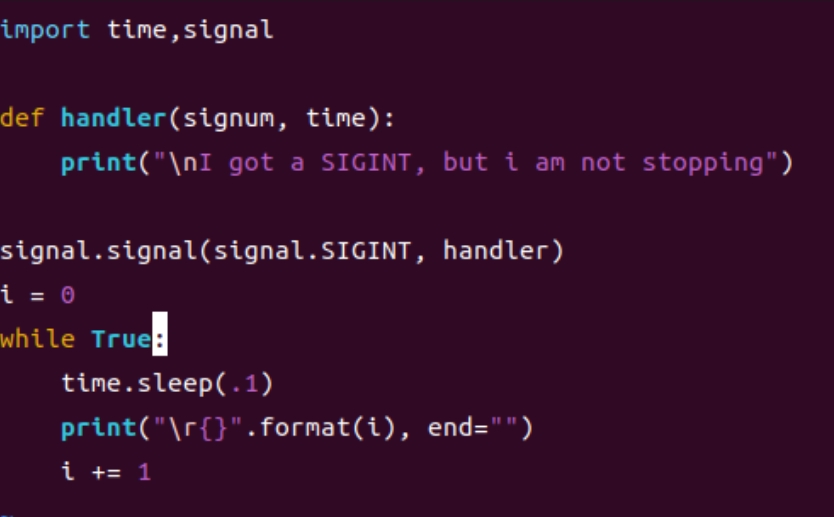 import time,signal

def handler(signum, time):
    print("\nI got a SIGINT, but i am not stopping")

signal.signal(signal.SIGINT, handler)
i = 0
while True:
    time.sleep(.1)
    print("\r{}".format(i), end="")
    i += 1